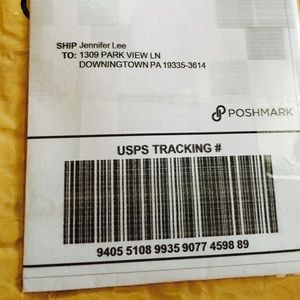 SHIP Jennifer Lee
TO: 1309 PARK VIEW LN
DOWNINGTOWN PA 19335-3614
POSHMARK
USPS TRACKING #
9405 5108 9935 9077 4598 89